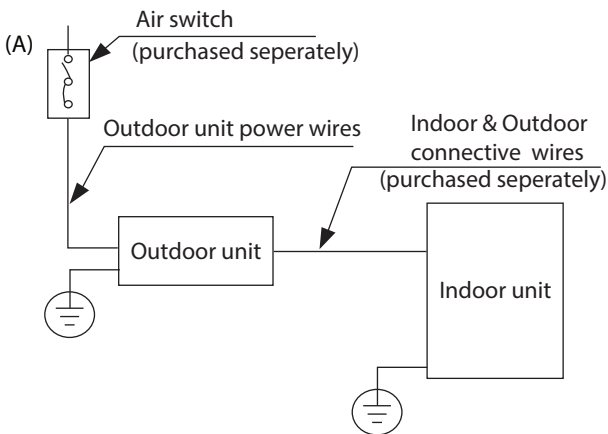 (A)
Air switch
(purchased seperately)
Outdoor unit power wires
Indoor & Outdoor
connective wires
(purchased seperately)
Outdoor unit
Indoor unit